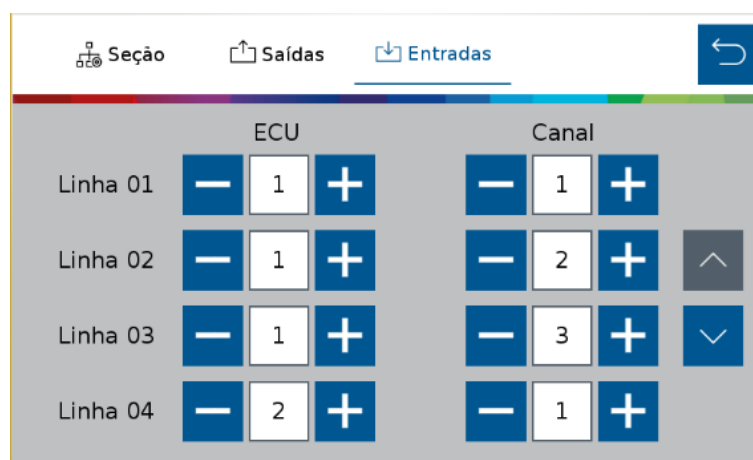 Seção Saídas Entradas
ECU Canal
Linha 01 1 1
Linha 02 1 2
Linha 03 1 3
Linha 04 2 1